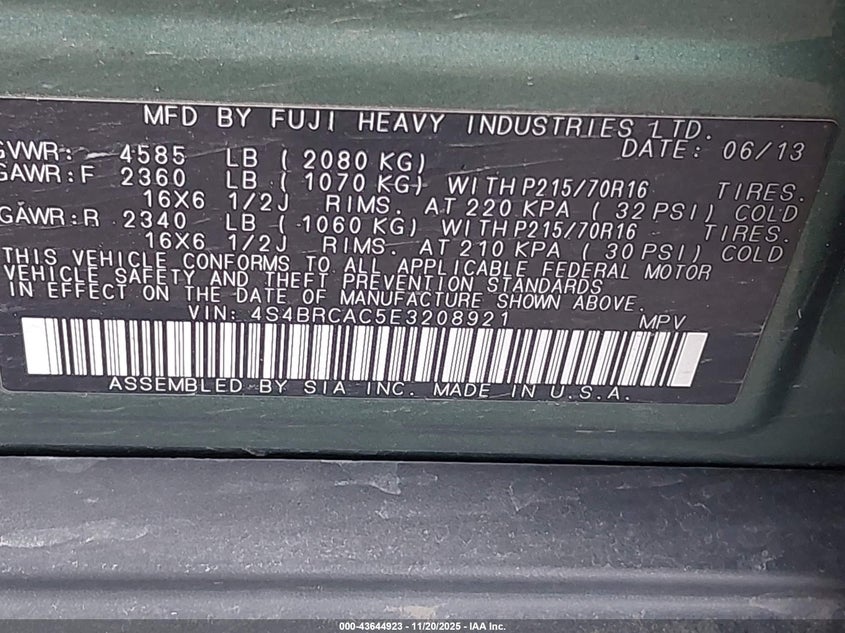 MFD BY FUJI HEAVY INDUSTRIES LTD.
GVWR: 4585 LB ( 2080 KG) DATE: 06/13
GAWR:F 2360 LB ( 1070 KG) WITH P215/70R16 TIRES.
16X6 1/2J RIMS. AT 220 KPA ( 32 PSI) COLD
GAWR:R 2340 LB ( 1060 KG) WITH P215/70R16 TIRES.
16X6 1/2J RIMS. AT 210 KPA ( 30 PSI) COLD
THIS VEHICLE CONFORMS TO ALL APPLICABLE FEDERAL MOTOR
VEHICLE SAFETY AND THEFT PREVENTION STANDARDS
IN EFFECT ON THE DATE OF MANUFACTURE SHOWN ABOVE.
VIN: 4S4BRCAC5E3208921 MPV
ASSEMBLED BY SIA INC. MADE IN U.S.A.
000-43644923 - 11/20/2025 - IAA Inc.